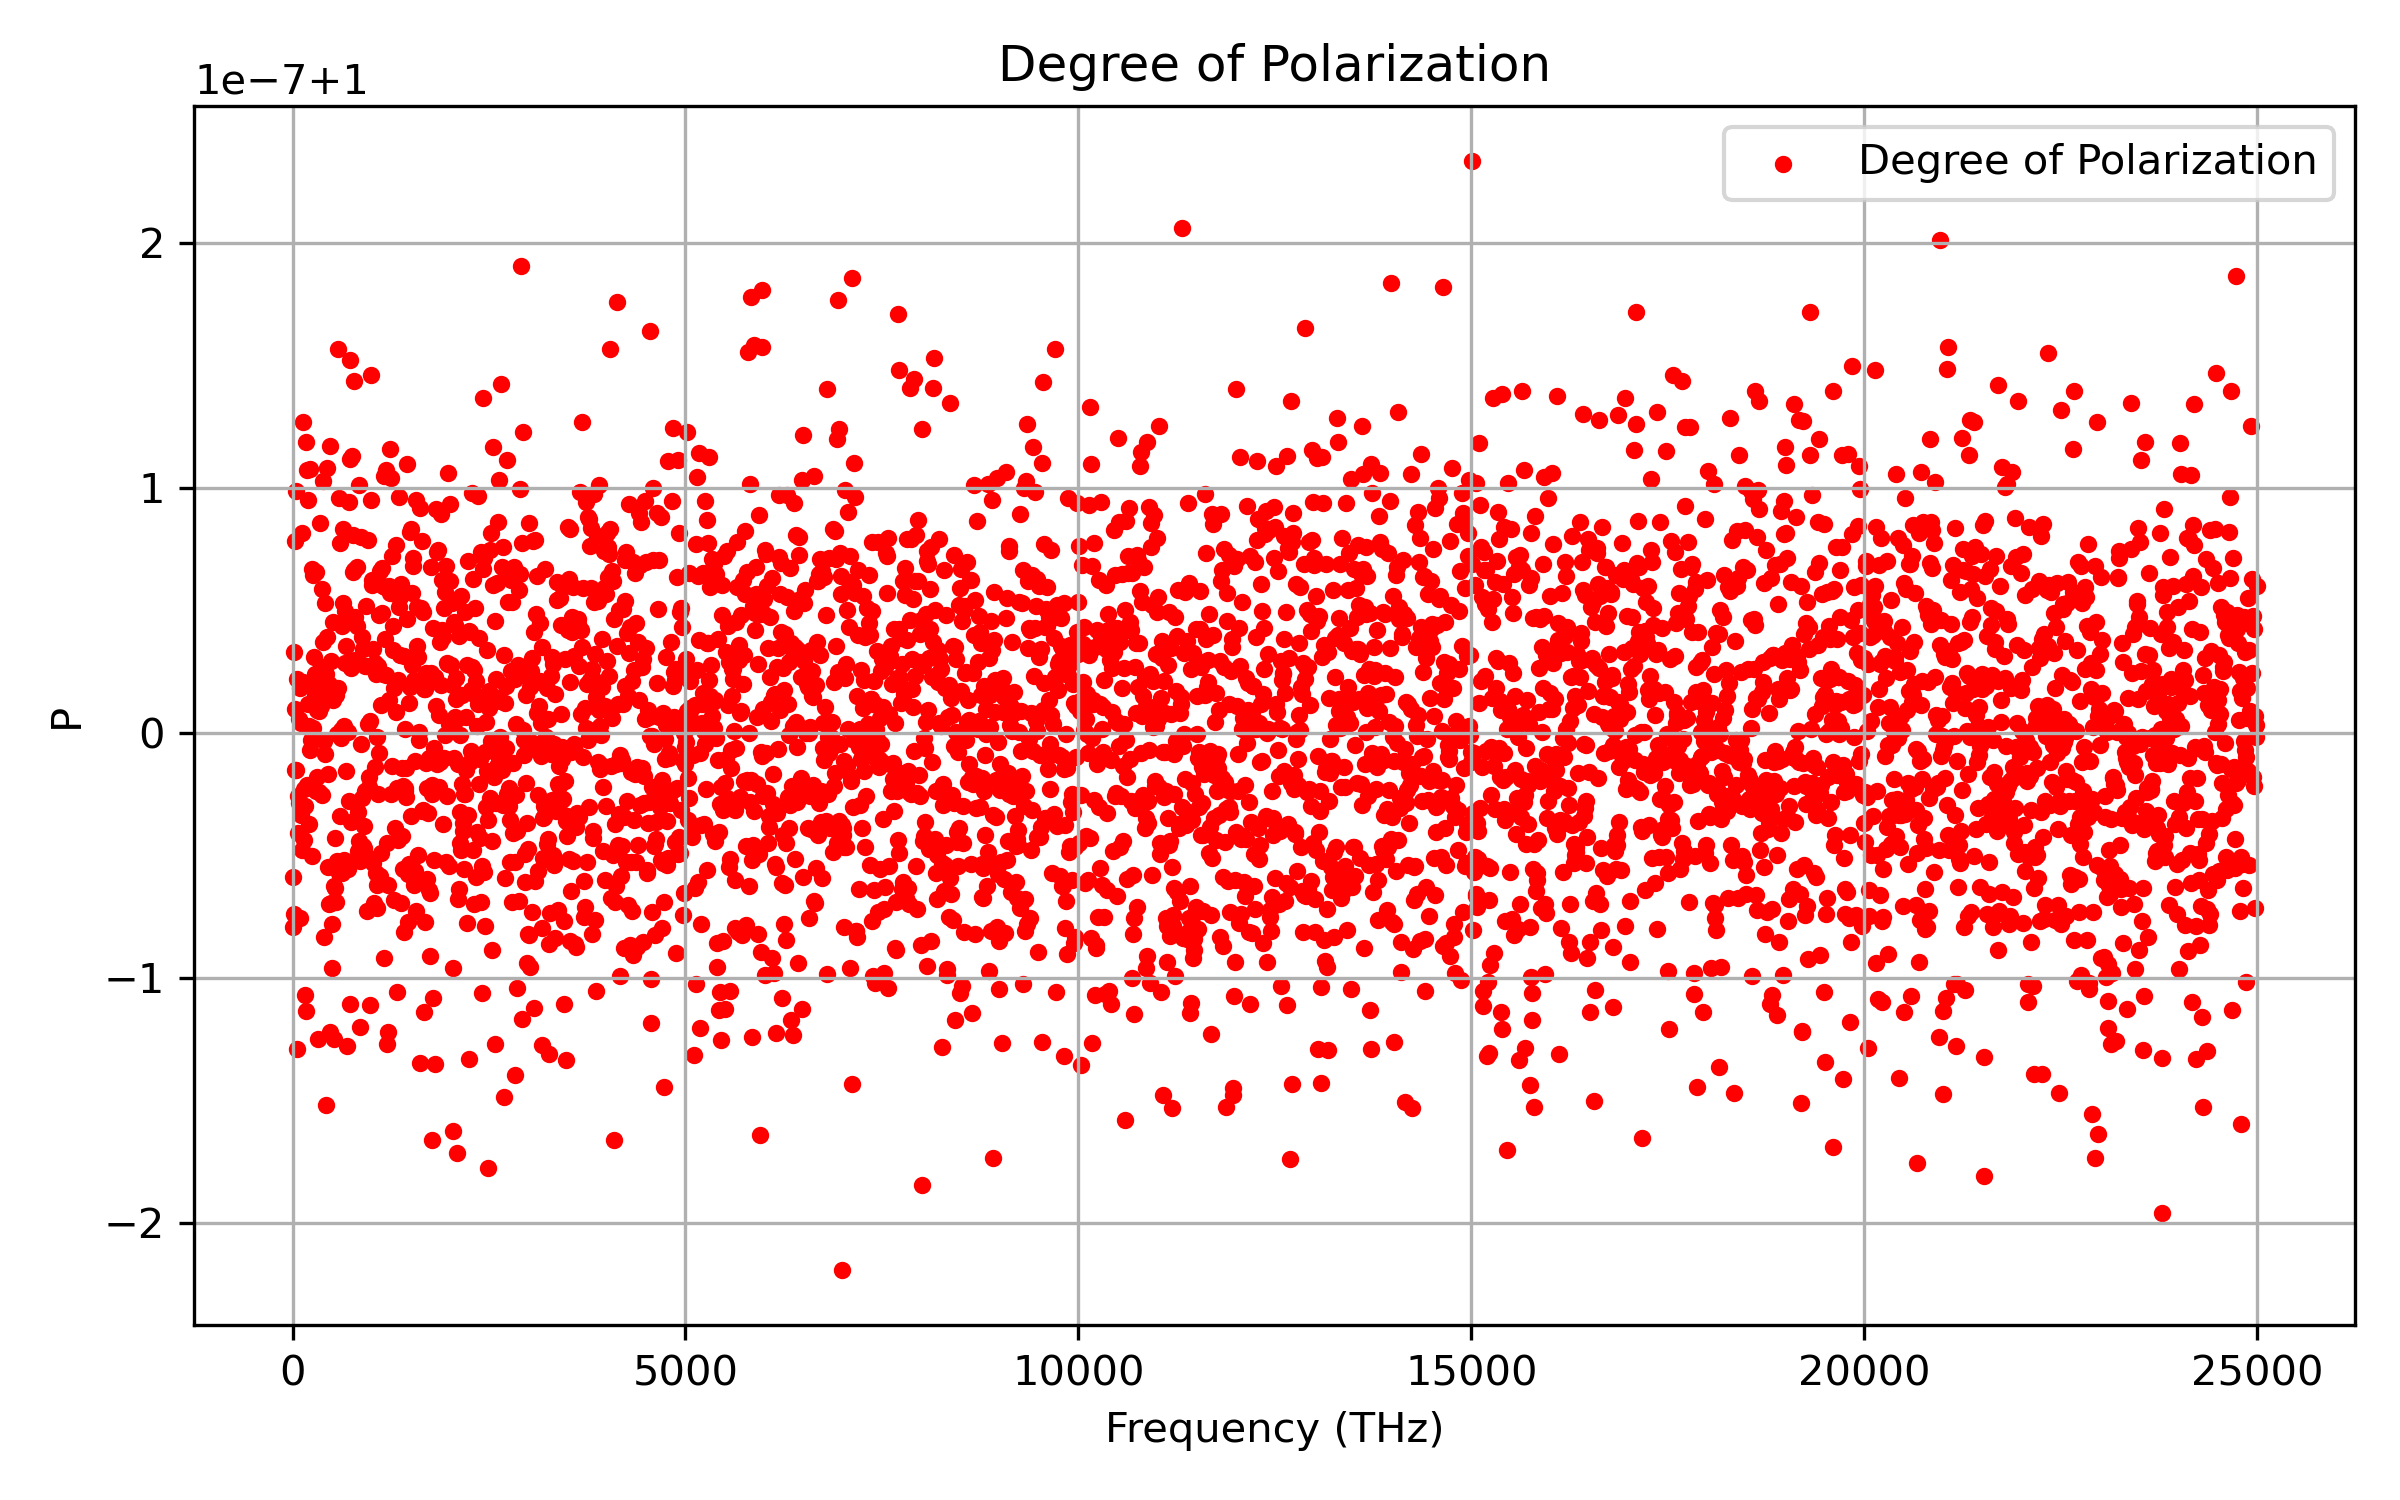 Degree of Polarization
1e−7+1
Degree of Polarization
2
1
0
−1
−2
P
0 5000 10000 15000 20000 25000
Frequency (THz)